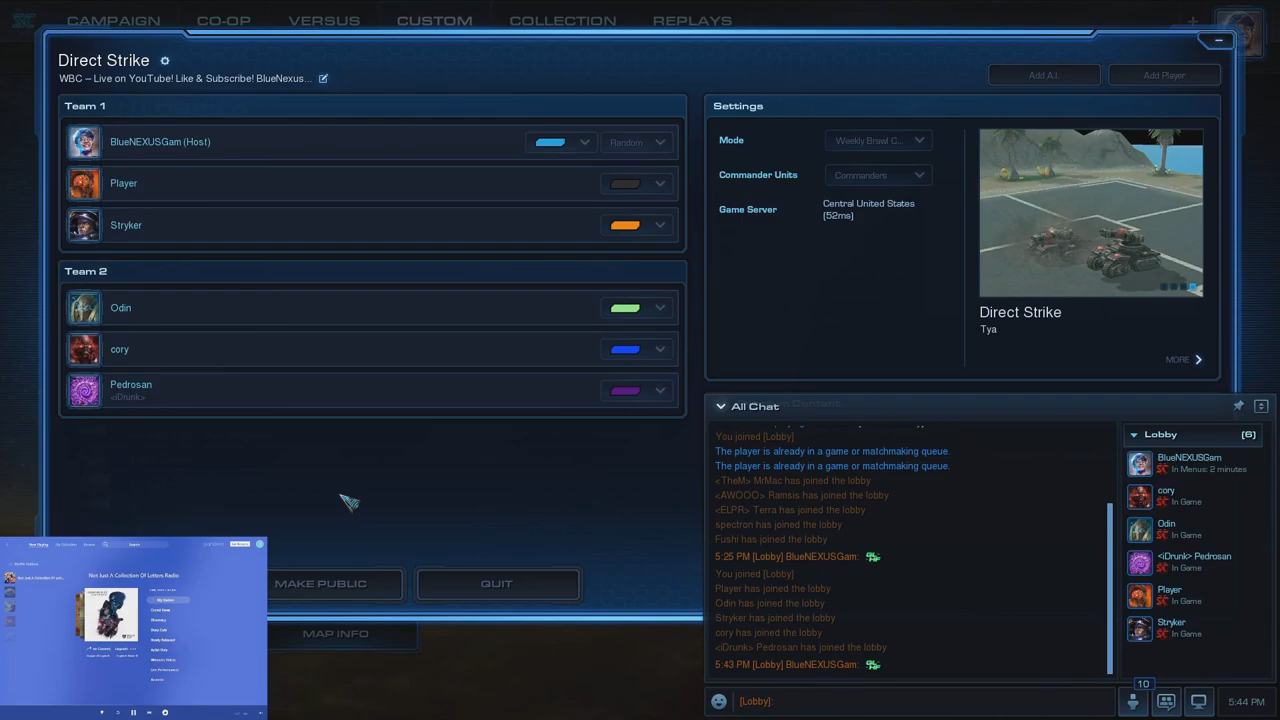 CAMPAIGN CO-OP VERSUS CUSTOM COLLECTION REPLAYS
Direct Strike
WBC – Live on YouTube! Like & Subscribe! BlueNexus...
Add A.I.
Add Player
Team 1
BlueNEXUSGam (Host)
Random
Player
Stryker
Team 2
Odin
cory
Pedrosan
<iDrunk>
Settings
Mode
Weekly Brawl C...
Commander Units
Commanders
Game Server
Central United States
(52ms)
Direct Strike
Tya
MORE
All Chat
You joined [Lobby]
The player is already in a game or matchmaking queue.
The player is already in a game or matchmaking queue.
<TheM> MrMac has joined the lobby
<AWOOO> Ramsis has joined the lobby
<ELPR> Terra has joined the lobby
spectron has joined the lobby
Fushi has joined the lobby
5:25 PM [Lobby] BlueNEXUSGam:
You joined [Lobby]
Player has joined the lobby
Odin has joined the lobby
Stryker has joined the lobby
cory has joined the lobby
<iDrunk> Pedrosan has joined the lobby
5:43 PM [Lobby] BlueNEXUSGam:
[Lobby]:
Lobby (6)
BlueNEXUSGam
In Menus: 2 minutes
cory
In Game
Odin
In Game
<iDrunk> Pedrosan
In Game
Player
In Game
Stryker
In Game
10
5:44 PM
MAKE PUBLIC
QUIT
MAP INFO
Now Playing
Search
Not Just A Collection Of Letters Radio